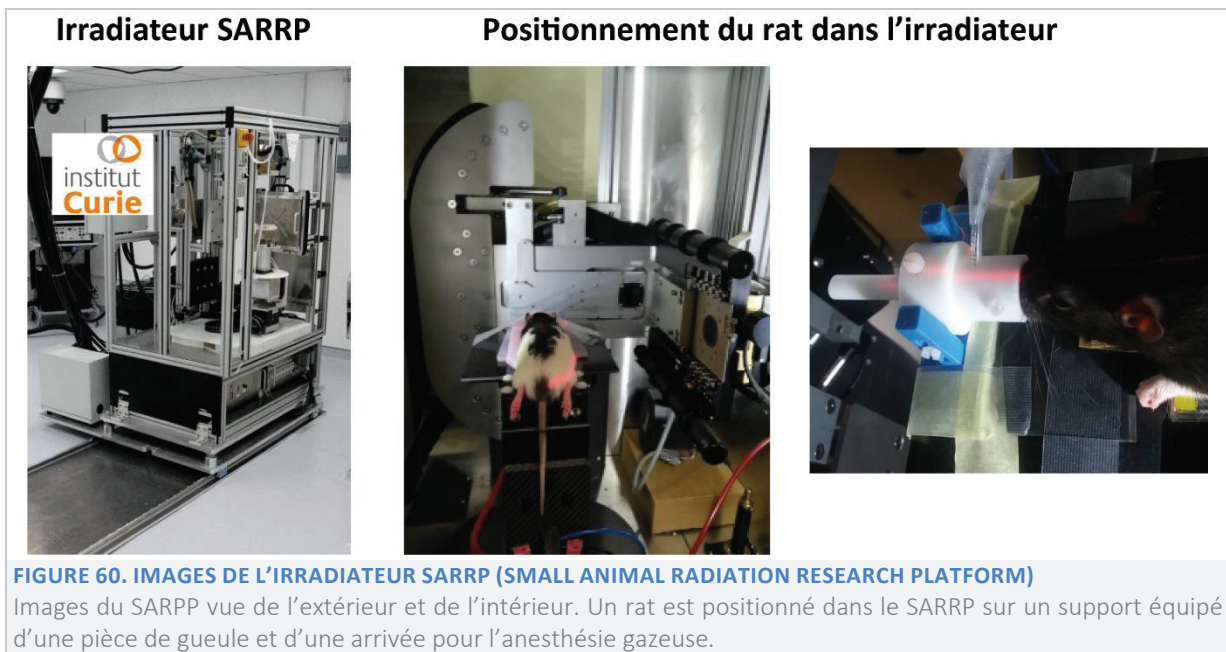 Irradiateur SARRP
Positionnement du rat dans l’irradiateur
institut
Curie
FIGURE 60. IMAGES DE L’IRRADIATEUR SARRP (SMALL ANIMAL RADIATION RESEARCH PLATFORM)
Images du SARPP vue de l’extérieur et de l’intérieur. Un rat est positionné dans le SARRP sur un support équipé
d’une pièce de gueule et d’une arrivée pour l’anesthésie gazeuse.